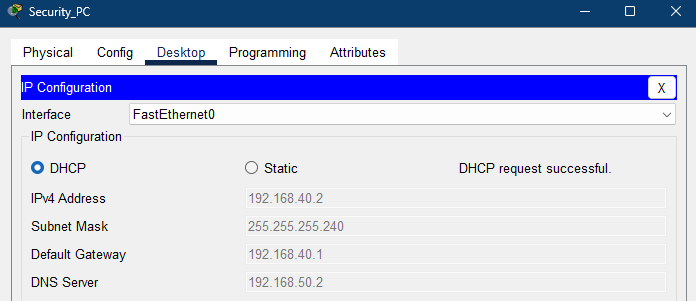 Security_PC
Physical Config Desktop Programming Attributes
IP Configuration X
Interface FastEthernet0
IP Configuration
DHCP Static DHCP request successful.
IPv4 Address 192.168.40.2
Subnet Mask 255.255.255.240
Default Gateway 192.168.40.1
DNS Server 192.168.50.2